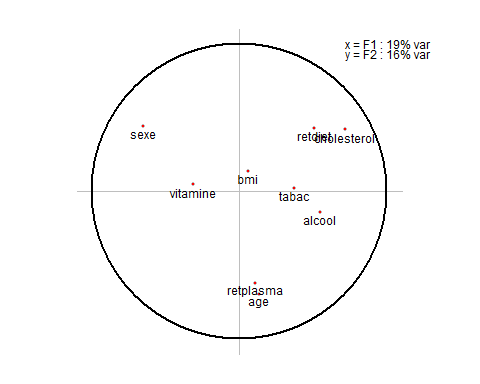 x = F1 : 19% var
y = F2 : 16% var
sexe
retdiet
cholesterol
bmi
vitamine
tabac
alcool
retplasma
age